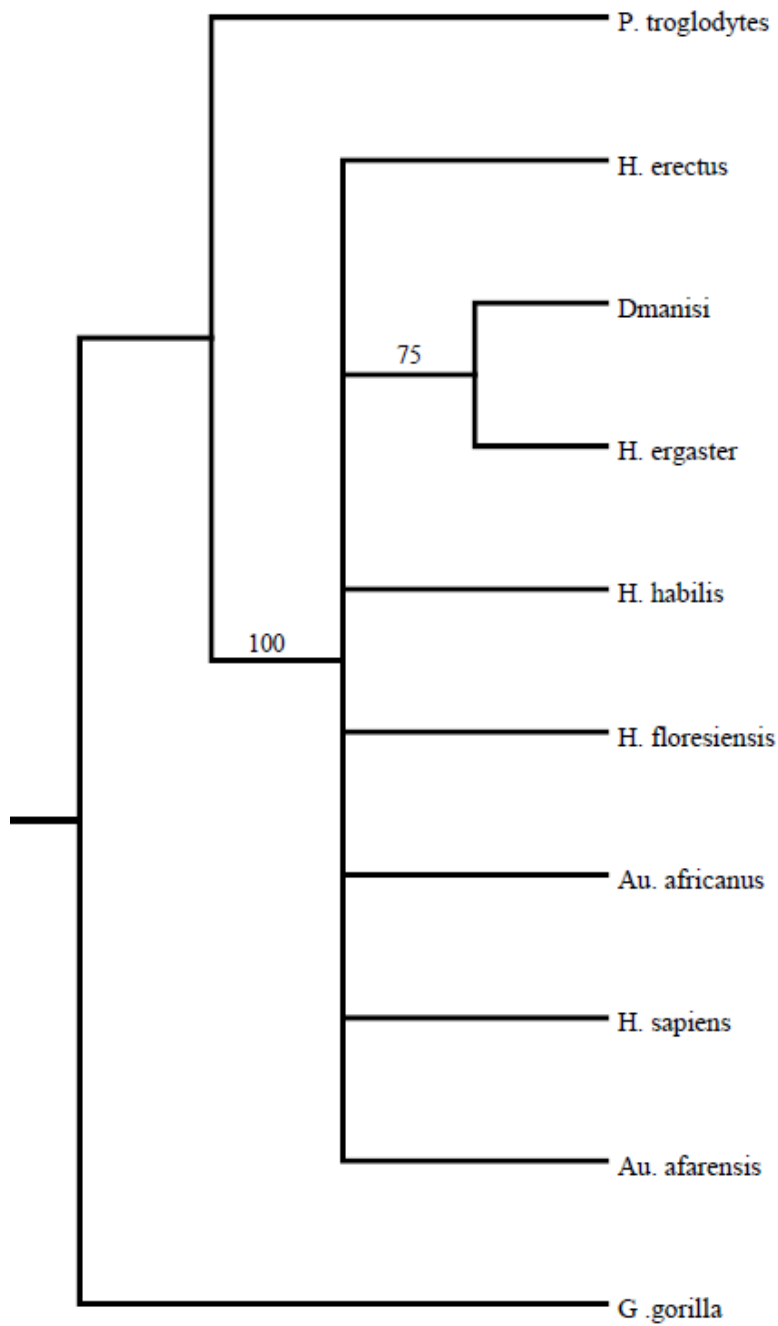 P. troglodytes
H. erectus
Dmanisi
75
H. ergaster
H. habilis
100
H. floresiensis
Au. africanus
H. sapiens
Au. afarensis
G .gorilla